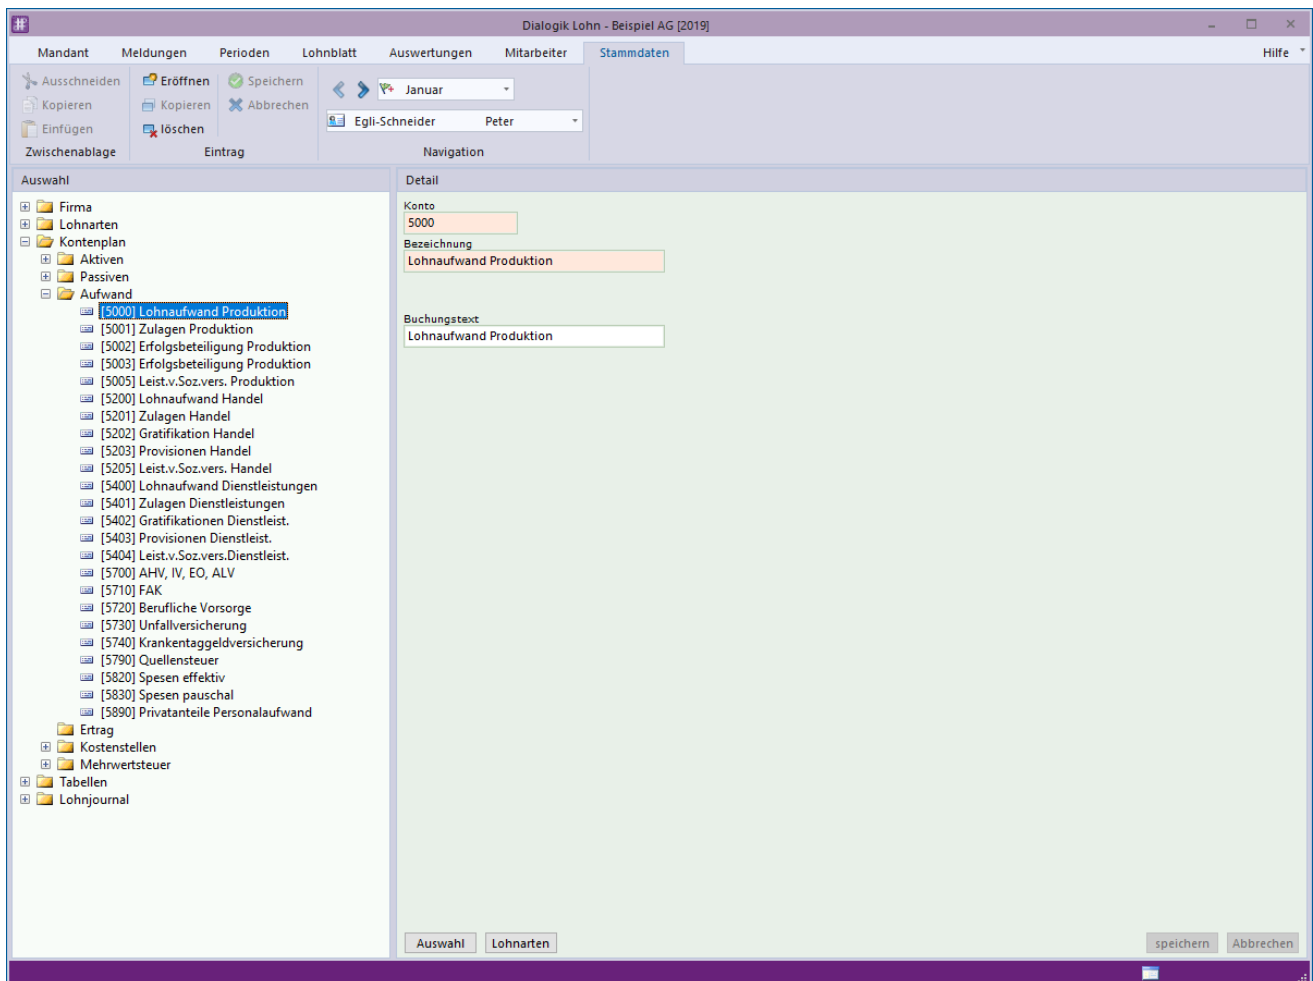 Dialogik Lohn - Beispiel AG [2019]
Mandant Meldungen Perioden Lohnblatt Auswertungen Mitarbeiter Stammdaten Hilfe
Ausschneiden Eröffnen Speichern
Januar
Kopieren Kopieren Abbrechen
Egli-Schneider Peter
Einfügen löschen
Zwischenablage Eintrag Navigation
Auswahl
Firma
Lohnarten
Kontenplan
Aktiven
Passiven
Aufwand
[5000] Lohnaufwand Produktion
[5001] Zulagen Produktion
[5002] Erfolgsbeteiligung Produktion
[5003] Erfolgsbeteiligung Produktion
[5005] Leist.v.Soz.vers. Produktion
[5200] Lohnaufwand Handel
[5201] Zulagen Handel
[5202] Gratifikation Handel
[5203] Provisionen Handel
[5205] Leist.v.Soz.vers. Handel
[5400] Lohnaufwand Dienstleistungen
[5401] Zulagen Dienstleistungen
[5402] Gratifikationen Dienstleist.
[5403] Provisionen Dienstleist.
[5404] Leist.v.Soz.vers.Dienstleist.
[5700] AHV, IV, EO, ALV
[5710] FAK
[5720] Berufliche Vorsorge
[5730] Unfallversicherung
[5740] Krankentaggeldversicherung
[5790] Quellensteuer
[5820] Spesen effektiv
[5830] Spesen pauschal
[5890] Privatanteile Personalaufwand
Ertrag
Kostenstellen
Mehrwertsteuer
Tabellen
Lohnjournal
Detail
Konto
5000
Bezeichnung
Lohnaufwand Produktion
Buchungstext
Lohnaufwand Produktion
Auswahl Lohnarten speichern Abbrechen